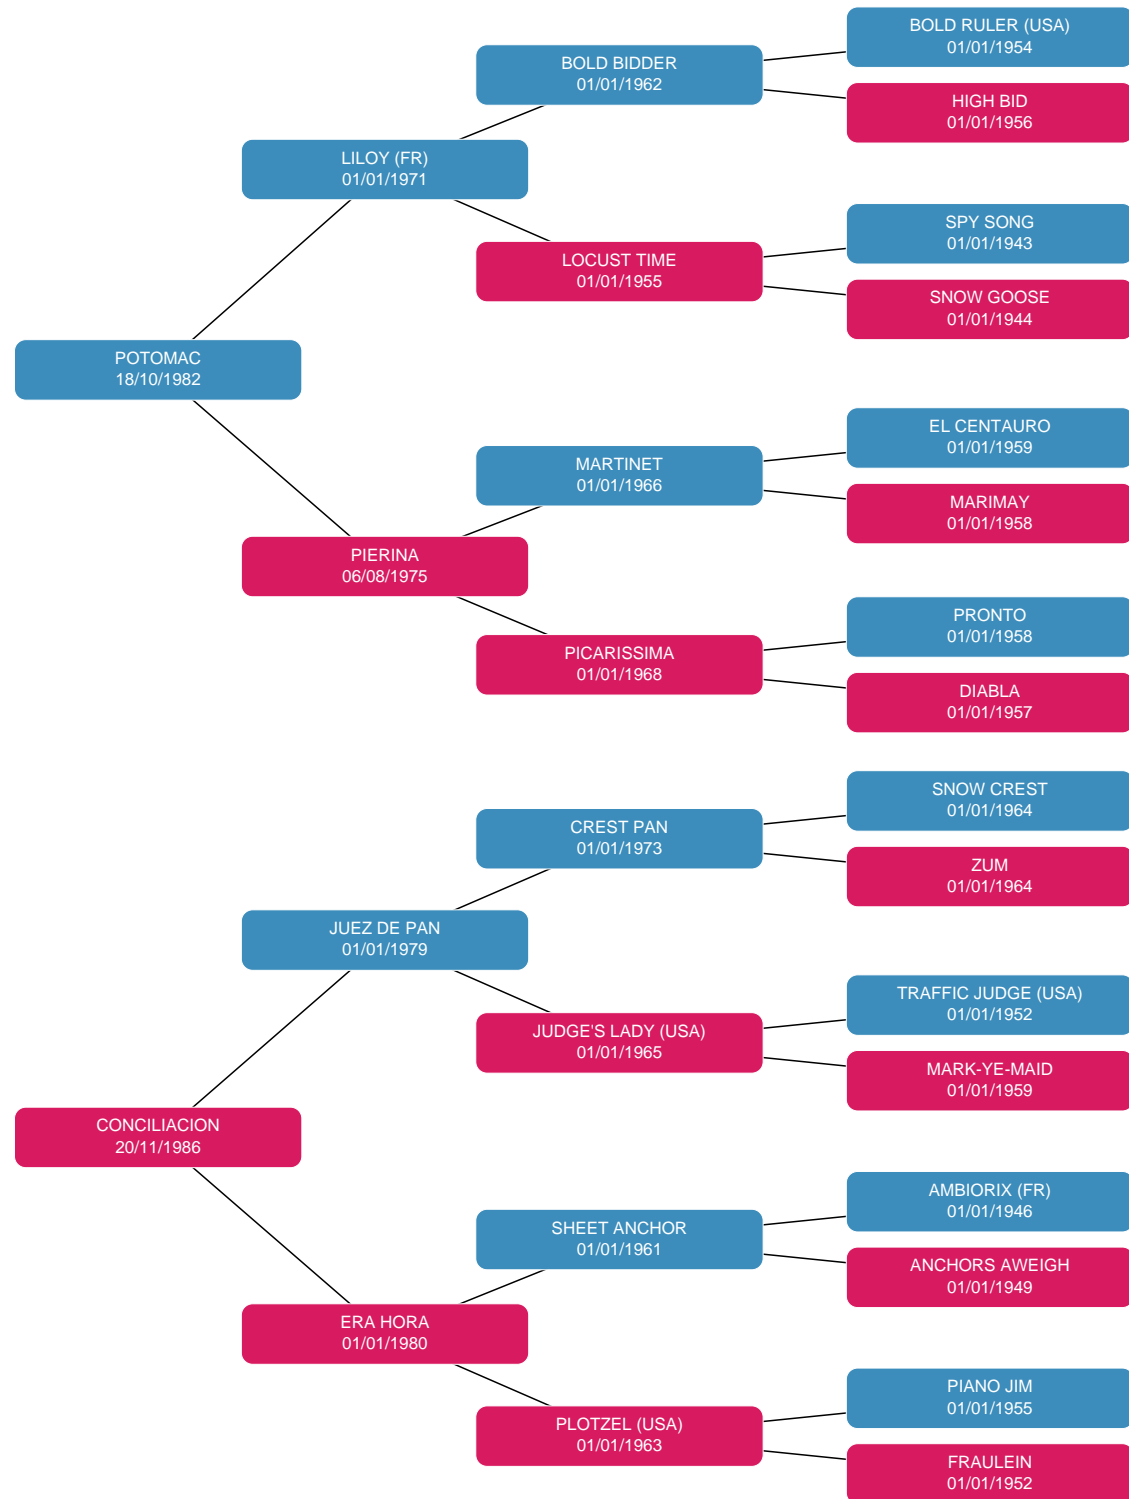 BOLD RULER (USA)
01/01/1954
BOLD BIDDER
01/01/1962
HIGH BID
01/01/1956
LILOY (FR)
01/01/1971
SPY SONG
01/01/1943
LOCUST TIME
01/01/1955
SNOW GOOSE
01/01/1944
POTOMAC
18/10/1982
EL CENTAURO
01/01/1959
MARTINET
01/01/1966
MARIMAY
01/01/1958
PIERINA
06/08/1975
PRONTO
01/01/1958
PICARISSIMA
01/01/1968
DIABLA
01/01/1957
SNOW CREST
01/01/1964
CREST PAN
01/01/1973
ZUM
01/01/1964
JUEZ DE PAN
01/01/1979
TRAFFIC JUDGE (USA)
01/01/1952
JUDGE'S LADY (USA)
01/01/1965
MARK-YE-MAID
01/01/1959
CONCILIACION
20/11/1986
AMBIORIX (FR)
01/01/1946
SHEET ANCHOR
01/01/1961
ANCHORS AWEIGH
01/01/1949
ERA HORA
01/01/1980
PIANO JIM
01/01/1955
PLOTZEL (USA)
01/01/1963
FRAULEIN
01/01/1952